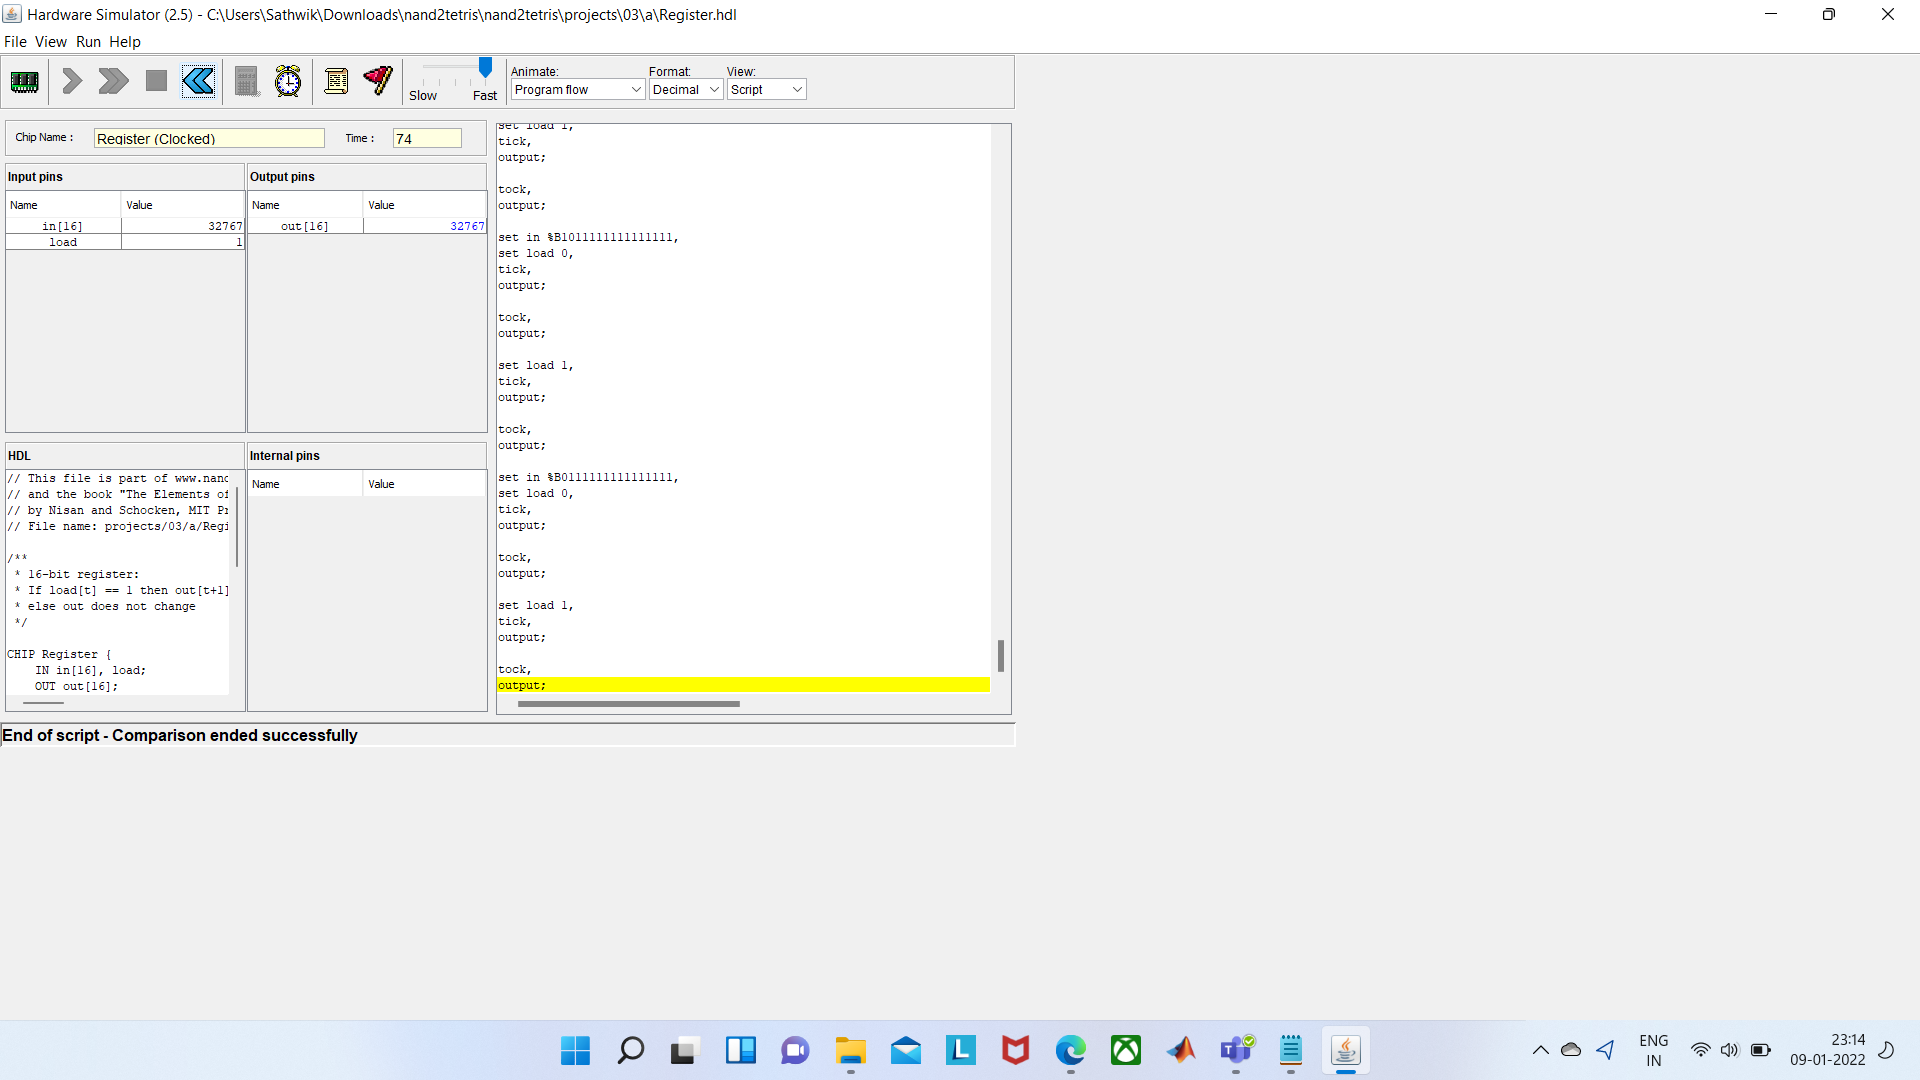 Hardware Simulator (2.5) - C:\Users\Sathwik\Downloads\nand2tetris\nand2tetris\projects\03\a\Register.hdl
File View Run Help
Slow Fast
Animate: Format: View:
Program flow Decimal Script
Chip Name : Register (Clocked) Time : 74
Input pins
Name Value
in[16] 32767
load 1
Output pins
Name Value
out[16] 32767
HDL
// This file is part of www.nand
// and the book "The Elements of
// by Nisan and Schocken, MIT Pr
// File name: projects/03/a/Regi
/**
* 16-bit register:
* If load[t] == 1 then out[t+1]
* else out does not change
*/
CHIP Register {
IN in[16], load;
OUT out[16];
Internal pins
Name Value
set load 1,
tick,
output;
tock,
output;
set in %B1011111111111111,
set load 0,
tick,
output;
tock,
output;
set load 1,
tick,
output;
tock,
output;
set in %B0111111111111111,
set load 0,
tick,
output;
tock,
output;
set load 1,
tick,
output;
tock,
output;
End of script - Comparison ended successfully
L
T
ENG
IN
23:14
09-01-2022